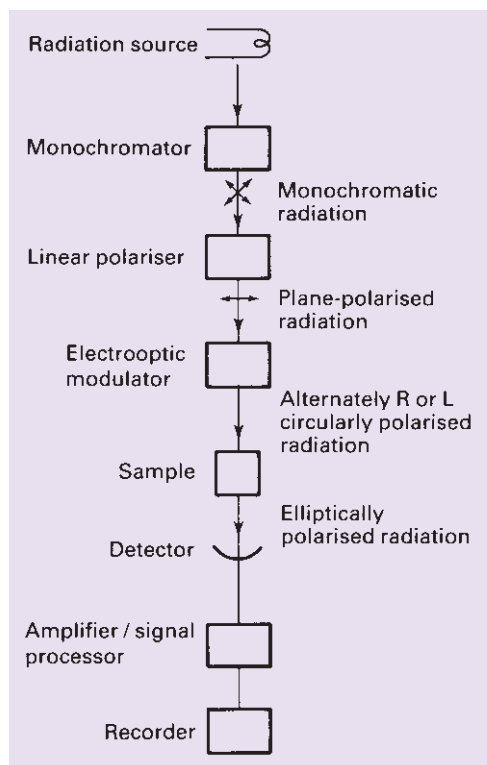 Radiation source
Monochromator
Monochromatic
radiation
Linear polariser
Plane-polarised
radiation
Electrooptic
modulator
Alternately R or L
circularly polarised
radiation
Sample
Elliptically
polarised radiation
Detector
Amplifier / signal
processor
Recorder